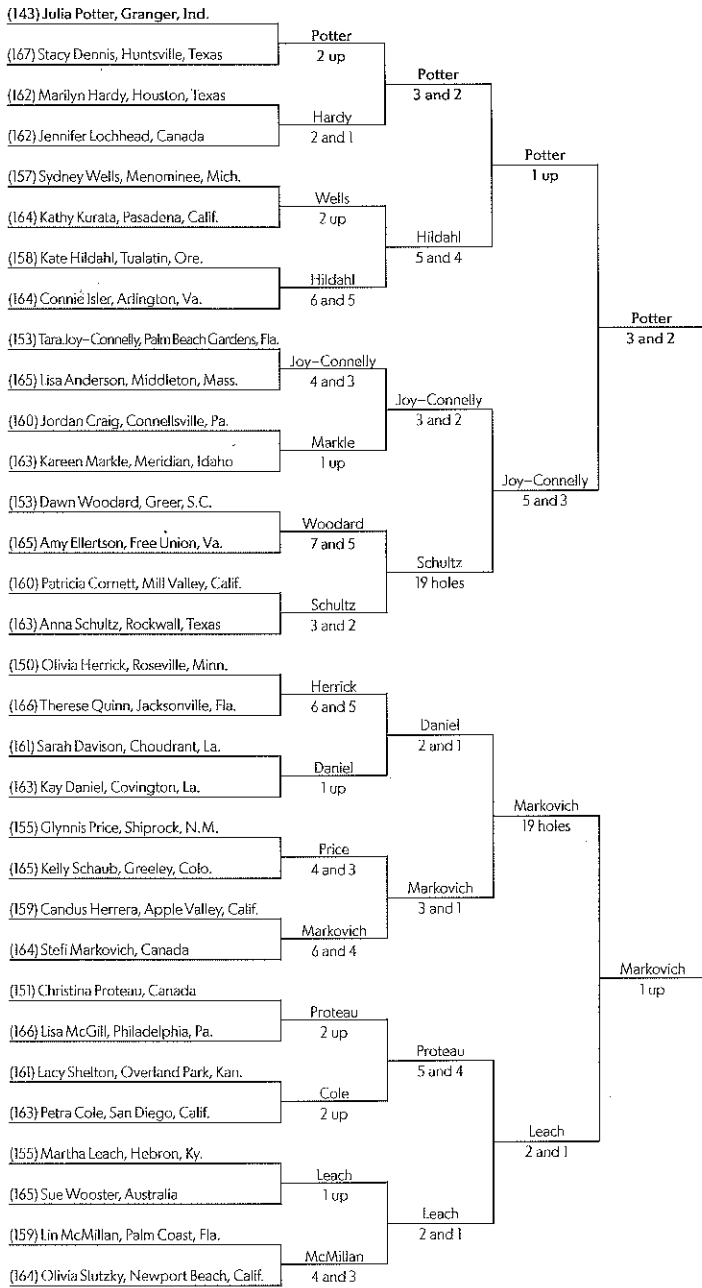 (143) Julia Potter, Granger, Ind.
(167) Stacy Dennis, Huntsville, Texas
(162) Marilyn Hardy, Houston, Texas
(162) Jennifer Lochhead, Canada
(157) Sydney Wells, Menominee, Mich.
(164) Kathy Kurata, Pasadena, Calif.
(158) Kate Hildahl, Tualatin, Ore.
(164) Connie Isler, Arlington, Va.
(153) Tara Joy-Connelly, Palm Beach Gardens, Fla.
(165) Lisa Anderson, Middleton, Mass.
(160) Jordan Craig, Connellsville, Pa.
(163) Kareen Markle, Meridian, Idaho
(153) Dawn Woodard, Greer, S.C.
(165) Amy Ellertson, Free Union, Va.
(160) Patricia Cornett, Mill Valley, Calif.
(163) Anna Schultz, Rockwall, Texas
(150) Olivia Herrick, Roseville, Minn.
(166) Therese Quinn, Jacksonville, Fla.
(161) Sarah Davison, Choudrant, La.
(163) Kay Daniel, Covington, La.
(155) Glynnis Price, Shiprock, N.M.
(165) Kelly Schaub, Greeley, Colo.
(159) Candus Herrera, Apple Valley, Calif.
(164) Stefi Markovich, Canada
(151) Christina Proteau, Canada
(166) Lisa McGill, Philadelphia, Pa.
(161) Lacy Shelton, Overland Park, Kan.
(163) Petra Cole, San Diego, Calif.
(155) Martha Leach, Hebron, Ky.
(165) Sue Wooster, Australia
(159) Lin McMillan, Palm Coast, Fla.
(164) Olivia Slutzky, Newport Beach, Calif.
Potter
2 up
Hardy
2 and 1
Wells
2 up
Hildahl
6 and 5
Joy-Connelly
4 and 3
Markle
1 up
Woodard
7 and 5
Schultz
3 and 2
Herrick
6 and 5
Daniel
1 up
Price
4 and 3
Markovich
6 and 4
Proteau
2 up
Cole
2 up
Leach
1 up
McMillan
4 and 3
Potter
3 and 2
Hildahl
5 and 4
Joy-Connelly
3 and 2
Schultz
19 holes
Daniel
2 and 1
Markovich
3 and 1
Proteau
5 and 4
Leach
2 and 1
Potter
1 up
Joy-Connelly
5 and 3
Markovich
19 holes
Leach
2 and 1
Potter
3 and 2
Markovich
1 up